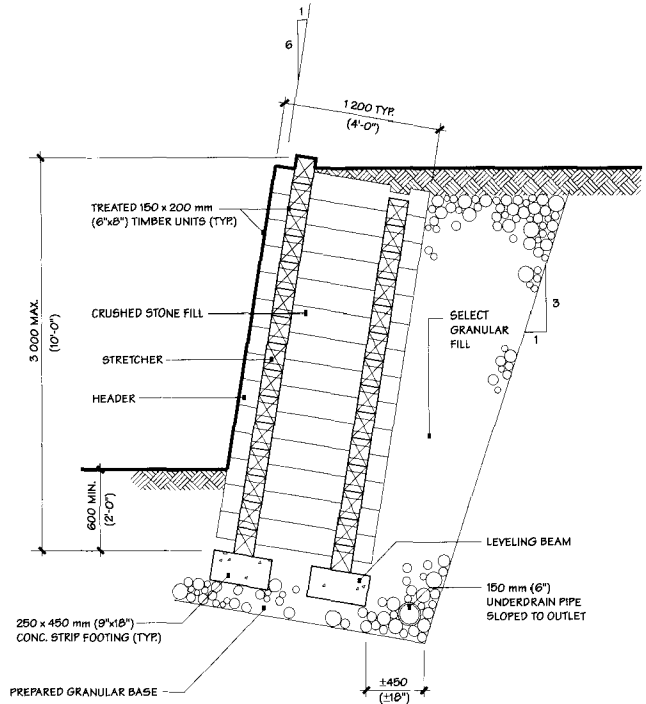 1
6
1 200 TYP.
(4'-0")
TREATED 150 x 200 mm
(6"x8") TIMBER UNITS (TYP.)
3 000 MAX.
(10'-0")
CRUSHED STONE FILL
SELECT
GRANULAR
FILL
3
1
STRETCHER
HEADER
600 MIN.
(2'-0")
LEVELING BEAM
150 mm (6")
UNDERDRAIN PIPE
SLOPED TO OUTLET
250 x 450 mm (9"x18")
CONC. STRIP FOOTING (TYP.)
±450
(±18")
PREPARED GRANULAR BASE